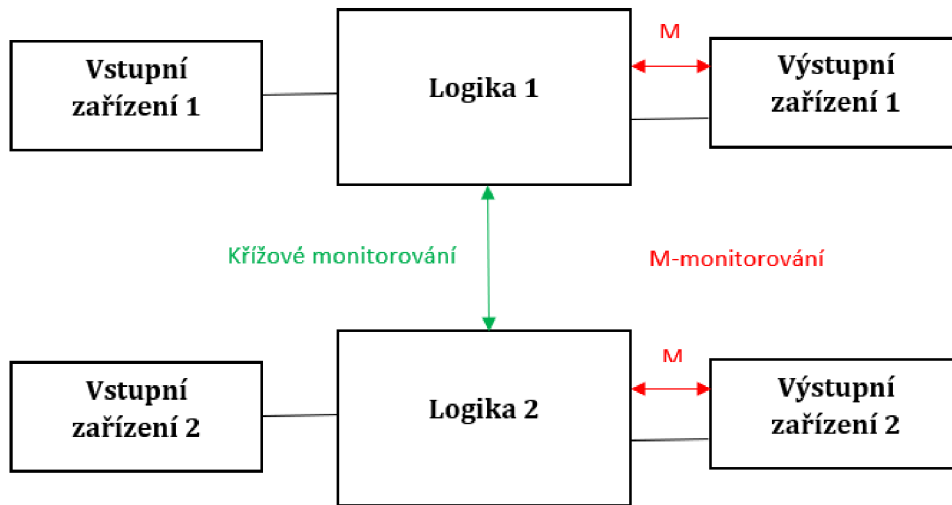 M
Vstupní
zařízení 1
Logika 1
Výstupní
zařízení 1
Křížové monitorování
M-monitorování
M
Vstupní
zařízení 2
Logika 2
Výstupní
zařízení 2